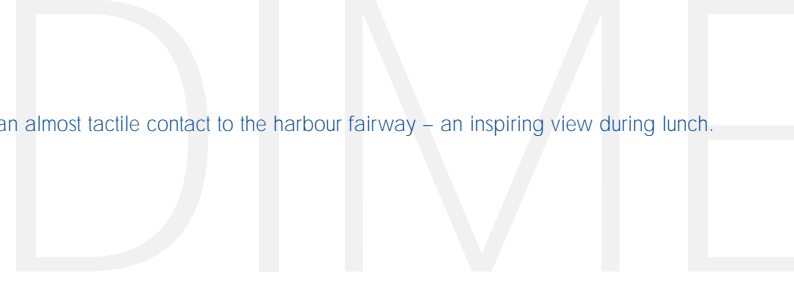 an almost tactile contact to the harbour fairway – an inspiring view during lunch.
DIME